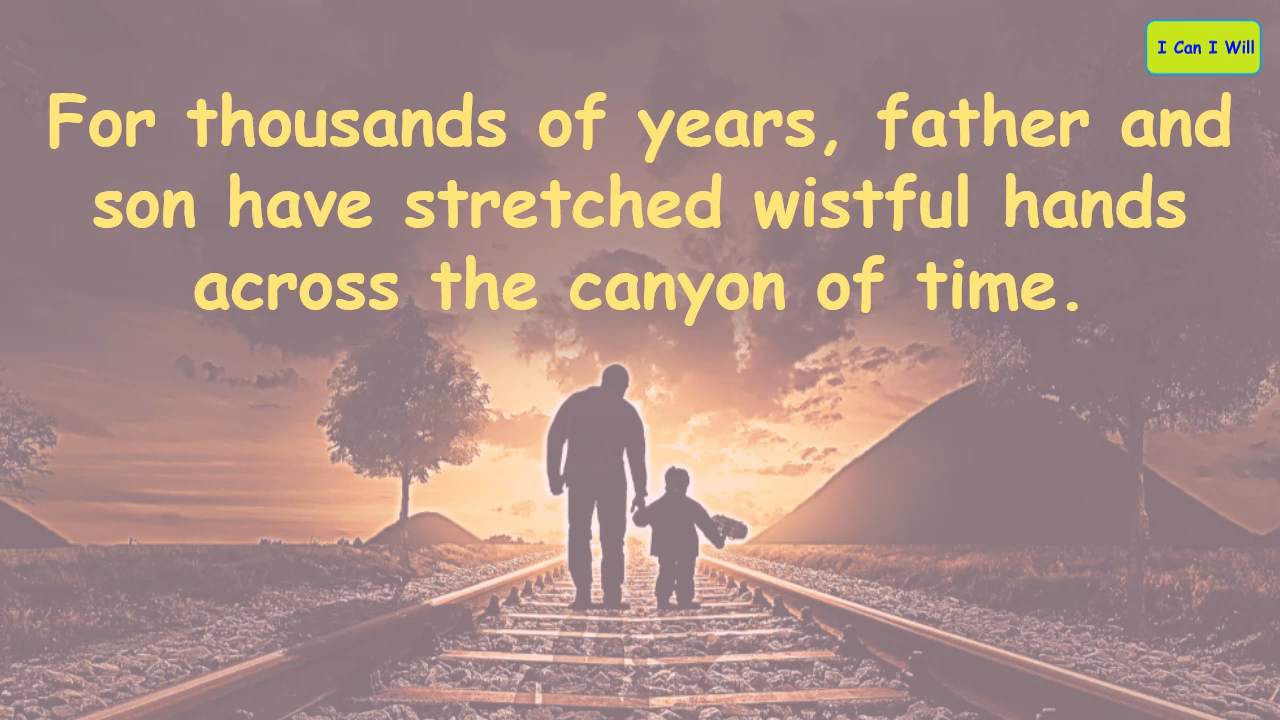 I Can I Will
For thousands of years, father and
son have stretched wistful hands
across the canyon of time.